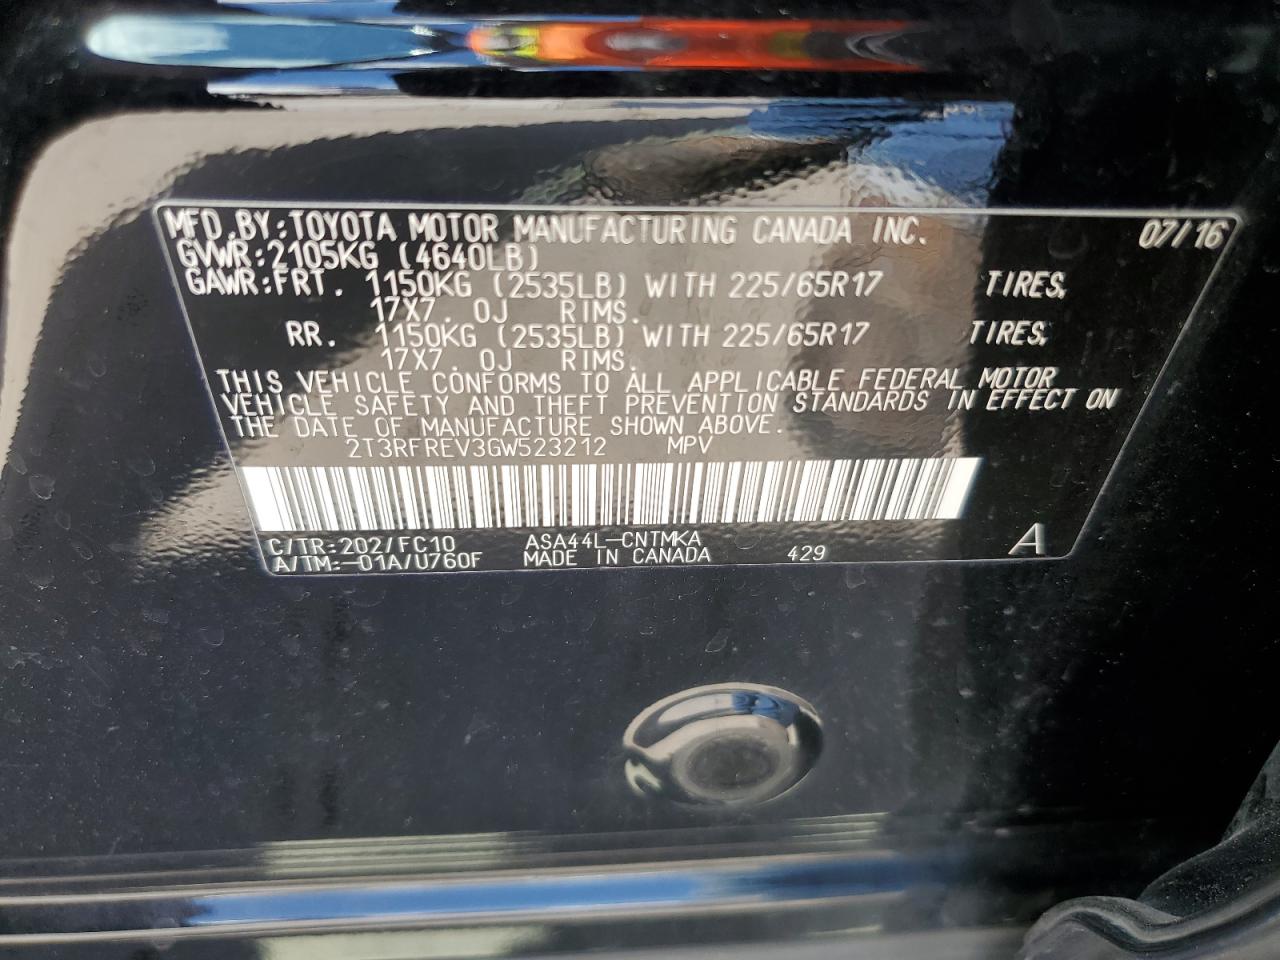 MFD.BY:TOYOTA MOTOR MANUFACTURING CANADA INC. 07/16
GVWR:2105KG (4640LB)
GAWR:FRT. 1150KG (2535LB) WITH 225/65R17 TIRES,
17X7.0J RIMS.
RR. 1150KG (2535LB) WITH 225/65R17 TIRES,
17X7.0J RIMS.
THIS VEHICLE CONFORMS TO ALL APPLICABLE FEDERAL MOTOR
VEHICLE SAFETY AND THEFT PREVENTION STANDARDS IN EFFECT ON
THE DATE OF MANUFACTURE SHOWN ABOVE.
2T3RFREV3GW523212 MPV
C/TR:202/FC10 ASA44L-CNTMKA
A/TM:-01A/U760F MADE IN CANADA 429 A